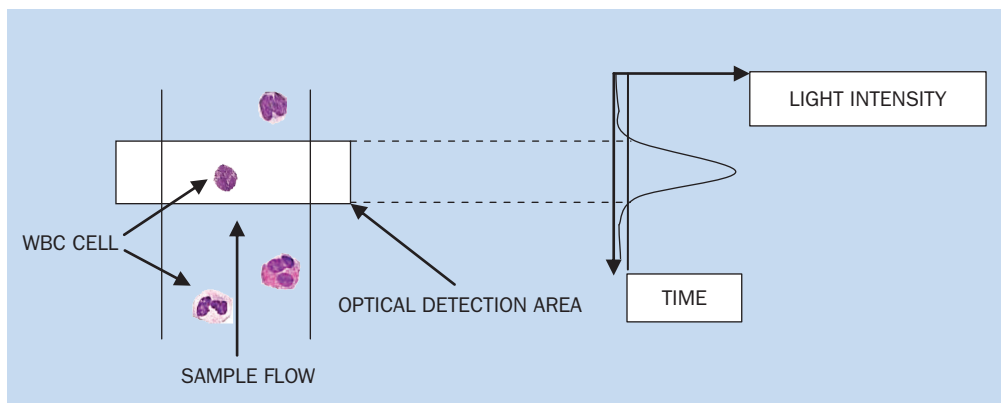 LIGHT INTENSITY
WBC CELL
OPTICAL DETECTION AREA
TIME
SAMPLE FLOW